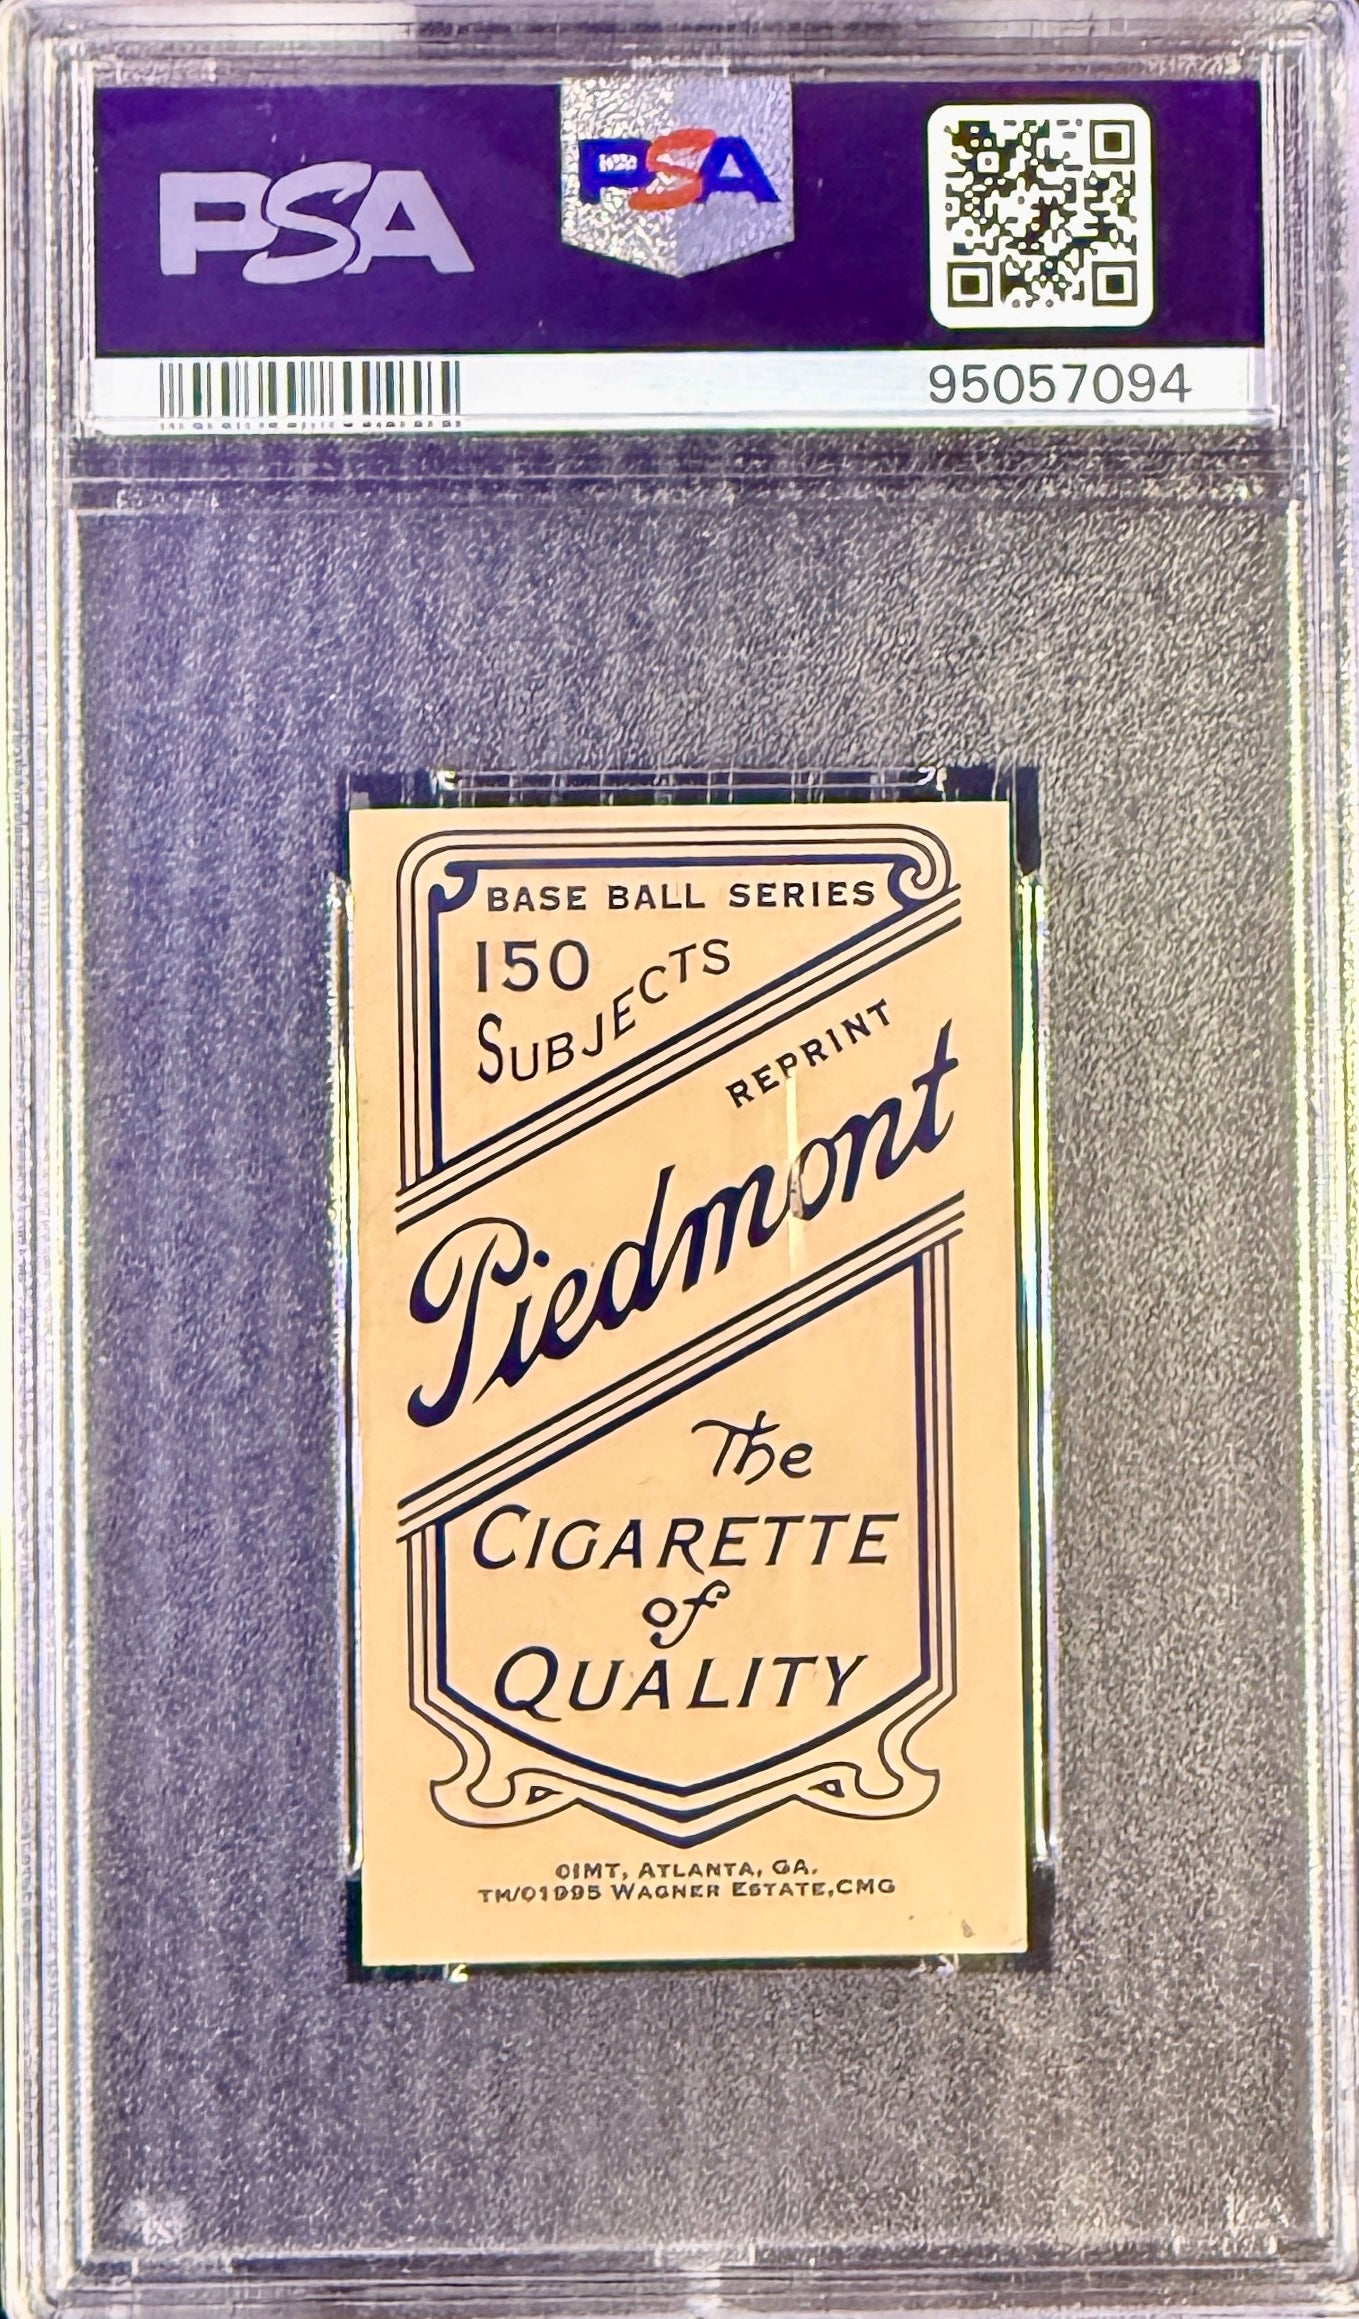 PSA
PSA
95057094
BASE BALL SERIES
150
SUBJECTS
REPRINT
Piedmont
The
CIGARETTE
of
QUALITY
©IMT, ATLANTA, GA.
TM/©1995 WAGNER ESTATE, CMG